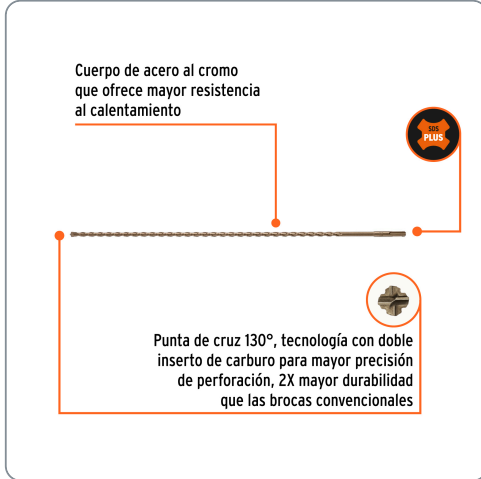 Cuerpo de acero al cromo
que ofrece mayor resistencia
al calentamiento
SDS
PLUS
Punta de cruz 130°, tecnología con doble
inserto de carburo para mayor precisión
de perforación, 2X mayor durabilidad
que las brocas convencionales